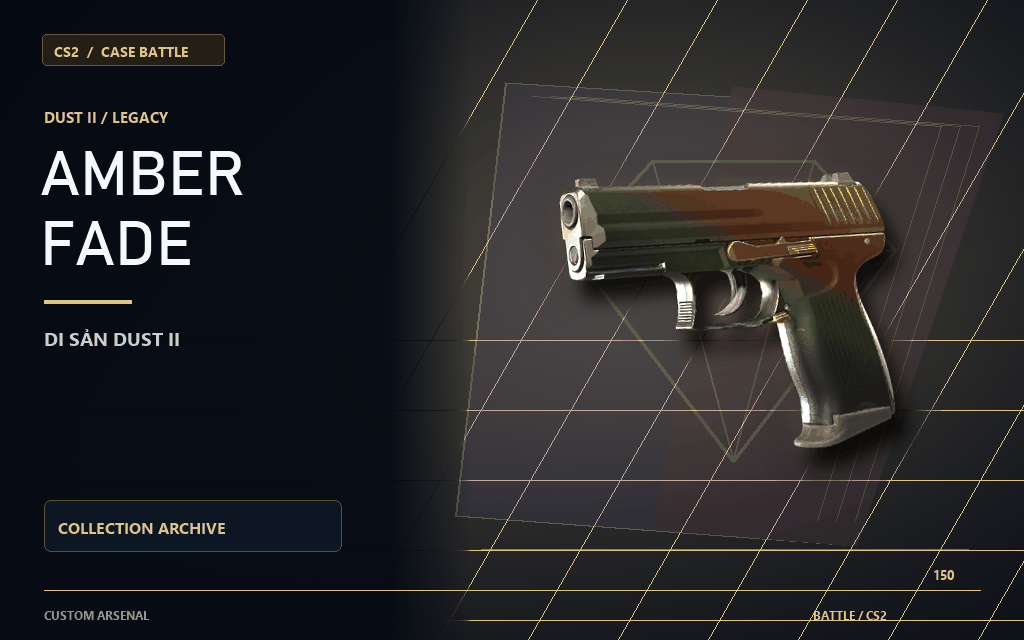 CS2 / CASE BATTLE
DUST II / LEGACY
AMBER
FADE
DI SẢN DUST II
COLLECTION ARCHIVE
150
CUSTOM ARSENAL
BATTLE / CS2